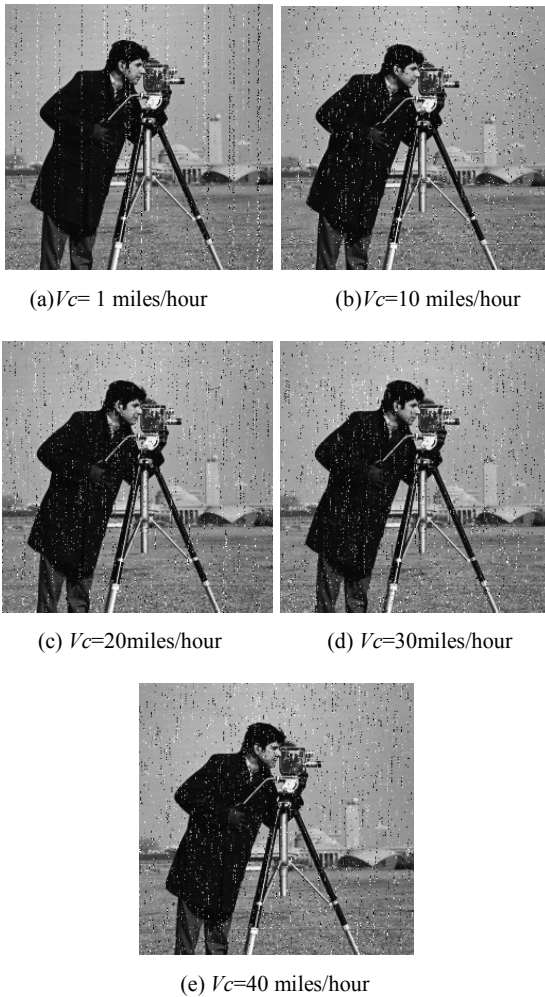 (a)Vc= 1 miles/hour
(b)Vc=10 miles/hour
(c) Vc=20miles/hour
(d) Vc=30miles/hour
(e) Vc=40 miles/hour